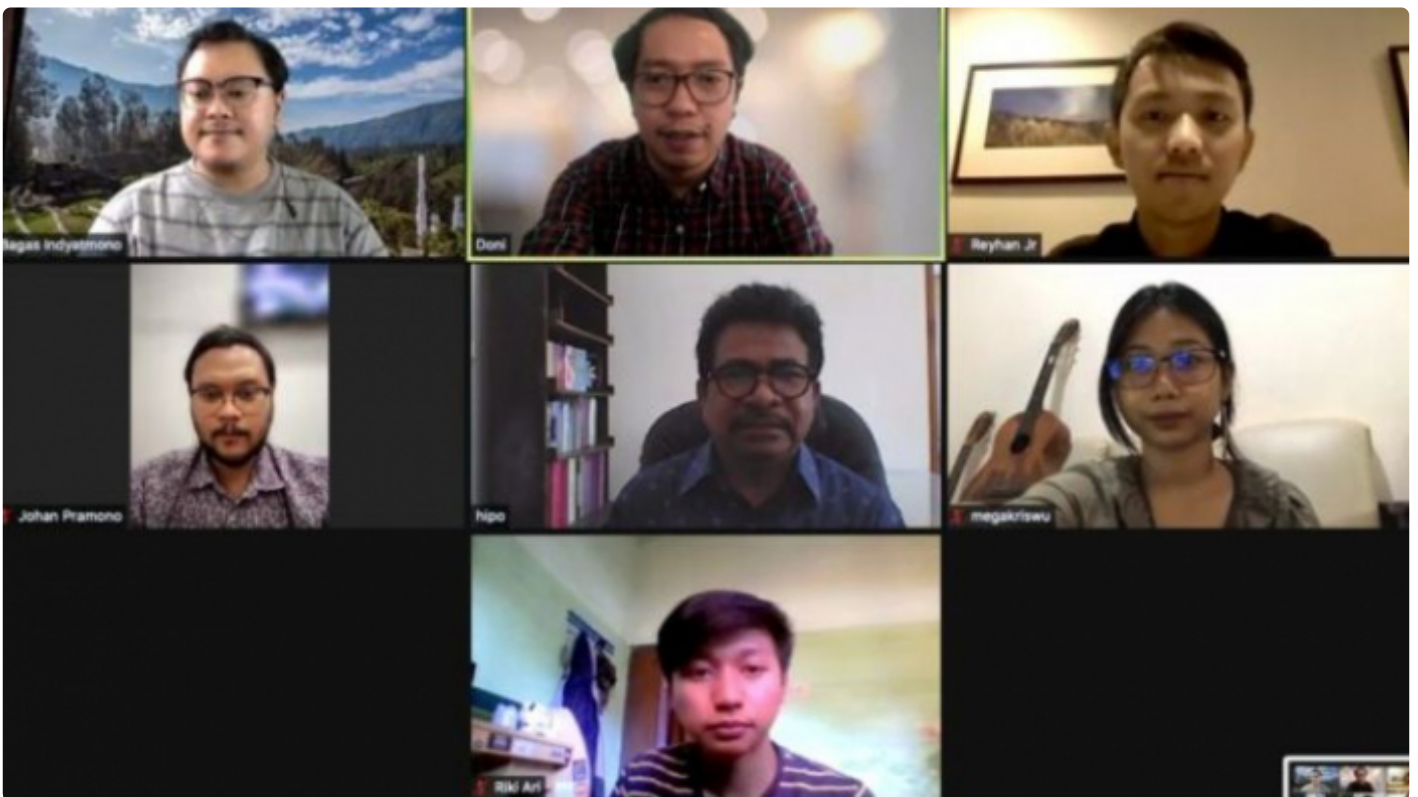 Bagas Indyatmono
Doni
Reyhan Jr
Johan Pramono
hipo
megakriswu
Riki Ari